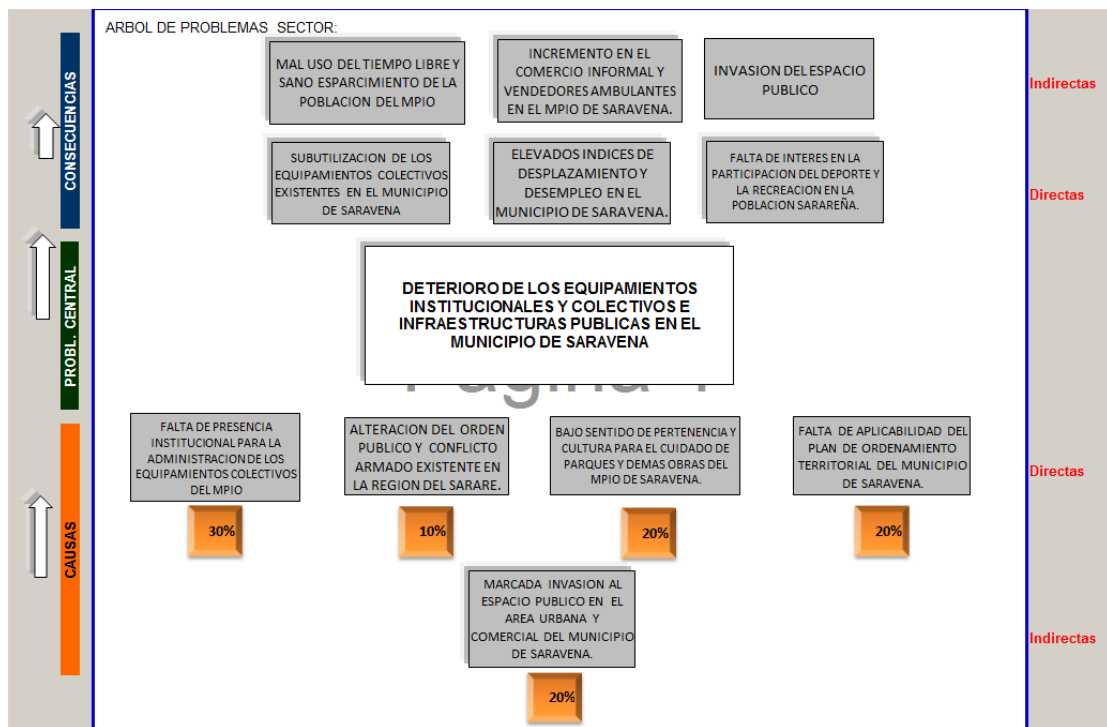 ARBOL DE PROBLEMAS SECTOR:
CONSECUENCIAS
MAL USO DEL TIEMPO LIBRE Y
SANO ESPARCIMIENTO DE LA
POBLACION DEL MPIO
INCREMENTO EN EL
COMERCIO INFORMAL Y
VENDEDORES AMBULANTES
EN EL MPIO DE SARAVENA.
INVASION DEL ESPACIO
PUBLICO
Indirectas
SUBUTILIZACION DE LOS
EQUIPAMIENTOS COLECTIVOS
EXISTENTES EN EL MUNICIPIO
DE SARAVENA
ELEVADOS INDICES DE
DESPLAZAMIENTO Y
DESEMPLEO EN EL
MUNICIPIO DE SARAVENA.
FALTA DE INTERES EN LA
PARTICIPACION DEL DEPORTE Y
LA RECREACION EN LA
POBLACION SARAREÑA.
Directas
PROBL. CENTRAL
DETERIORO DE LOS EQUIPAMIENTOS
INSTITUCIONALES Y COLECTIVOS E
INFRAESTRUCTURAS PUBLICAS EN EL
MUNICIPIO DE SARAVENA
CAUSAS
FALTA DE PRESENCIA
INSTITUCIONAL PARA LA
ADMINISTRACION DE LOS
EQUIPAMIENTOS COLECTIVOS
DEL MPIO
30%
ALTERACION DEL ORDEN
PUBLICO Y CONFLICTO
ARMADO EXISTENTE EN
LA REGION DEL SARARE.
10%
BAJO SENTIDO DE PERTENENCIA Y
CULTURA PARA EL CUIDADO DE
PARQUES Y DEMAS OBRAS DEL
MPIO DE SARAVENA.
20%
FALTA DE APLICABILIDAD DEL
PLAN DE ORDENAMIENTO
TERRITORIAL DEL MUNICIPIO
DE SARAVENA.
20%
Directas
MARCADA INVASION AL
ESPACIO PUBLICO EN EL
AREA URBANA Y
COMERCIAL DEL MUNICIPIO
DE SARAVENA.
20%
Indirectas